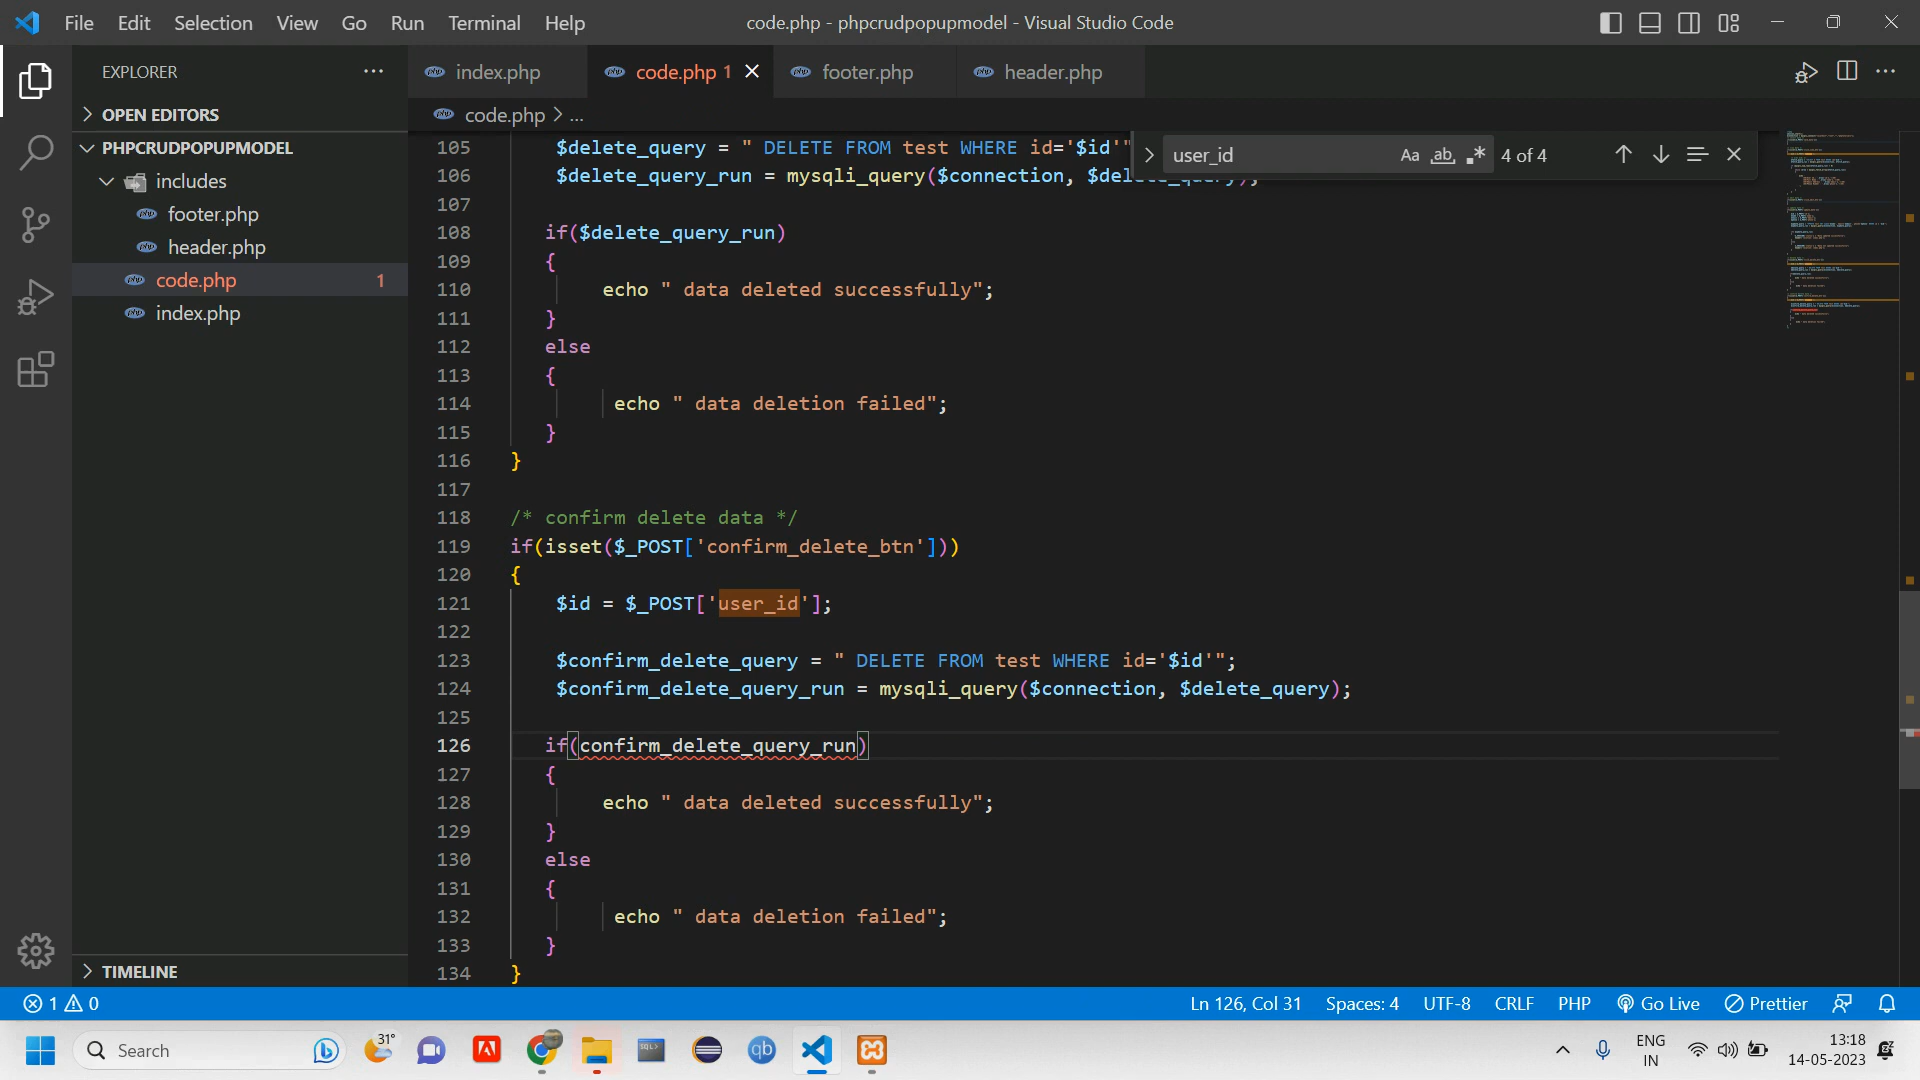 File Edit Selection View Go Run Terminal Help
code.php - phpcrudpopupmodel - Visual Studio Code
EXPLORER
OPEN EDITORS
PHPCRUDPOPUPMODEL
includes
footer.php
header.php
code.php 1
index.php
TIMELINE
index.php code.php 1 footer.php header.php
code.php > ...
user_id Aa ab 4 of 4
105 $delete_query = " DELETE FROM test WHERE id='$id'"
106 $delete_query_run = mysqli_query($connection, $delete_query);
107
108 if($delete_query_run)
109 {
110 echo " data deleted successfully";
111 }
112 else
113 {
114 echo " data deletion failed";
115 }
116 }
117
118 /* confirm delete data */
119 if(isset($_POST['confirm_delete_btn']))
120 {
121 $id = $_POST['user_id'];
122
123 $confirm_delete_query = " DELETE FROM test WHERE id='$id'";
124 $confirm_delete_query_run = mysqli_query($connection, $delete_query);
125
126 if(confirm_delete_query_run)
127 {
128 echo " data deleted successfully";
129 }
130 else
131 {
132 echo " data deletion failed";
133 }
134 }
1 0
Ln 126, Col 31 Spaces: 4 UTF-8 CRLF PHP Go Live Prettier
Search
31°
SQL>
qb
ENG
IN
13:18
14-05-2023